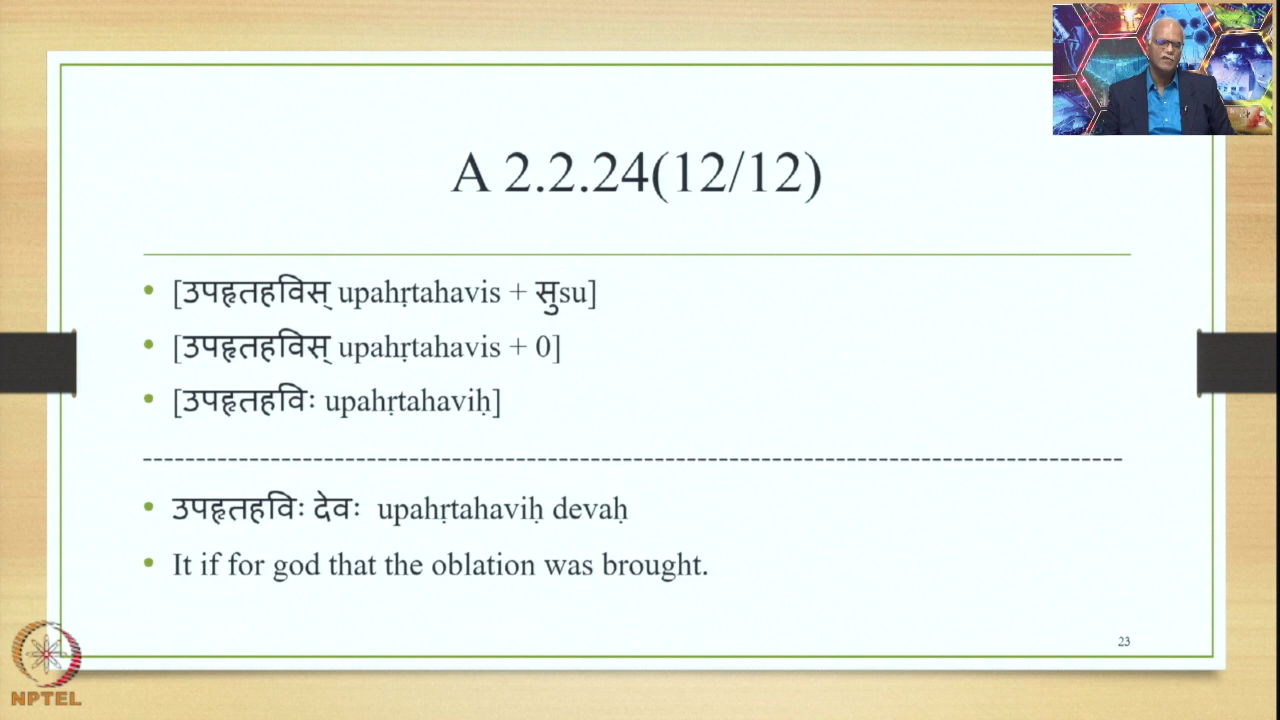 A 2.2.24(12/12)
[उपहृतहविस् upahṛtahavis + सुsu]
[उपहृतहविस् upahṛtahavis + 0]
[उपहृतहविः upahṛtahaviḥ]
-----------------------------------------------------------------------------------------
उपहृतहविः देवः upahṛtahaviḥ devaḥ
It if for god that the oblation was brought.
23
NPTEL